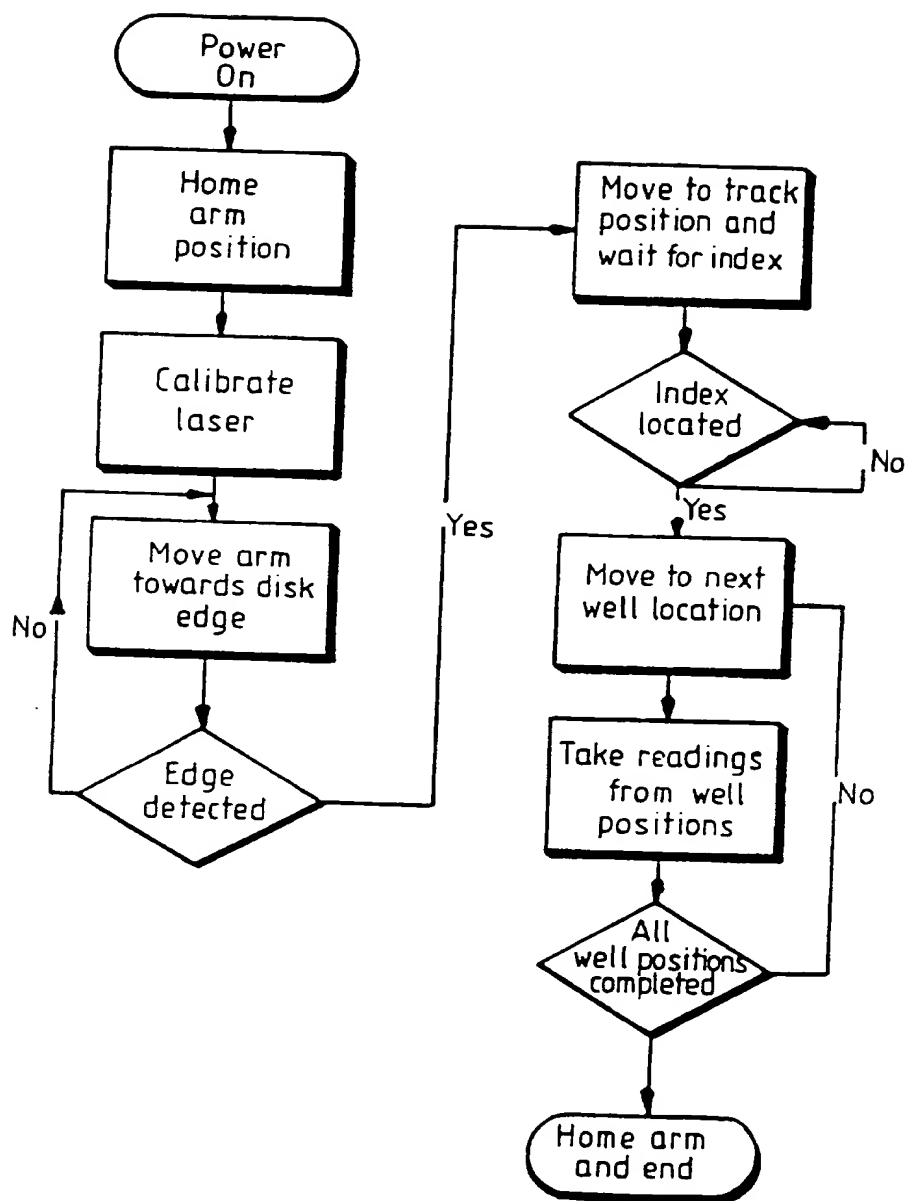 Power
On
Home
arm
position
Calibrate
laser
Move arm
towards disk
edge
No
Edge
detected
Yes
Move to track
position and
wait for index
Index
located
No
Yes
Move to next
well location
Take readings
from well
positions
No
All
well positions
completed
Home arm
and end